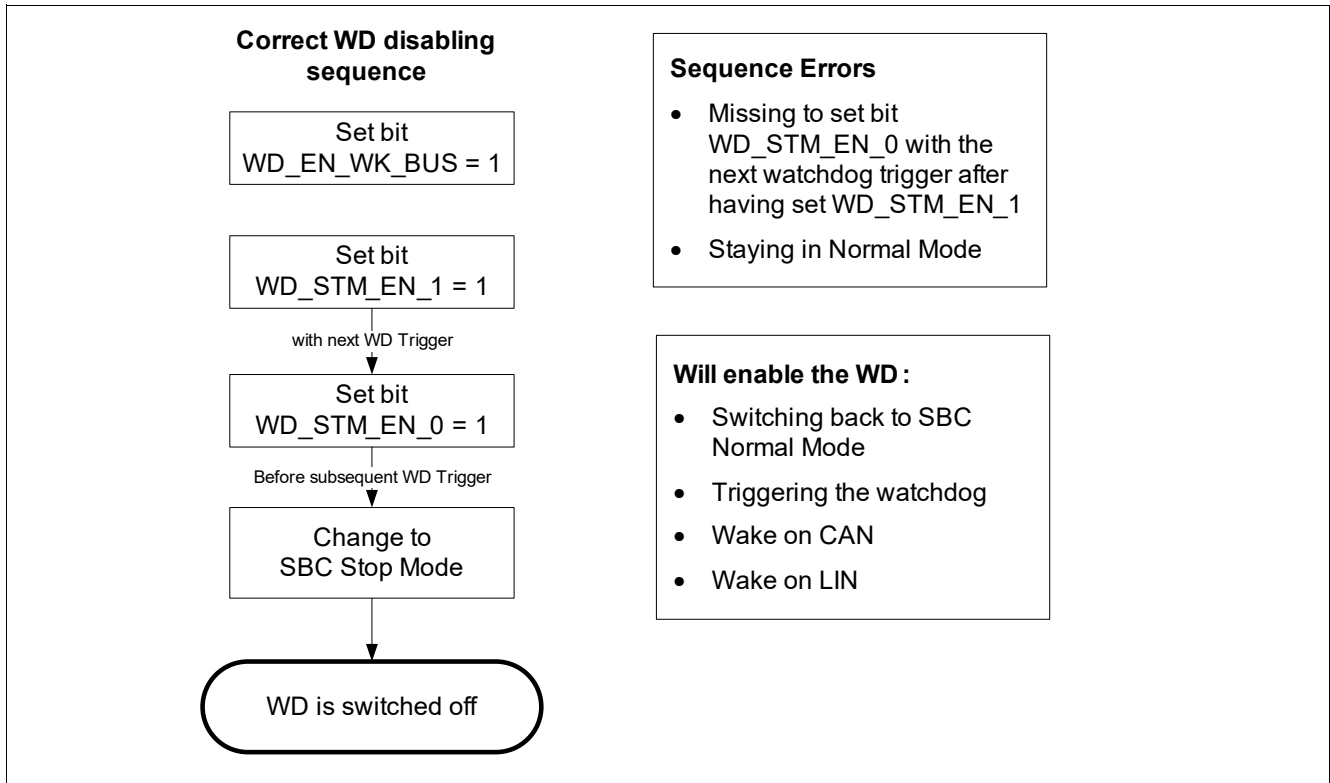 Correct WD disabling
sequence
Set bit
WD_EN_WK_BUS = 1
Set bit
WD_STM_EN_1 = 1
with next WD Trigger
Set bit
WD_STM_EN_0 = 1
Before subsequent WD Trigger
Change to
SBC Stop Mode
WD is switched off
Sequence Errors
• Missing to set bit
WD_STM_EN_0 with the
next watchdog trigger after
having set WD_STM_EN_1
• Staying in Normal Mode
Will enable the WD :
• Switching back to SBC
Normal Mode
• Triggering the watchdog
• Wake on CAN
• Wake on LIN